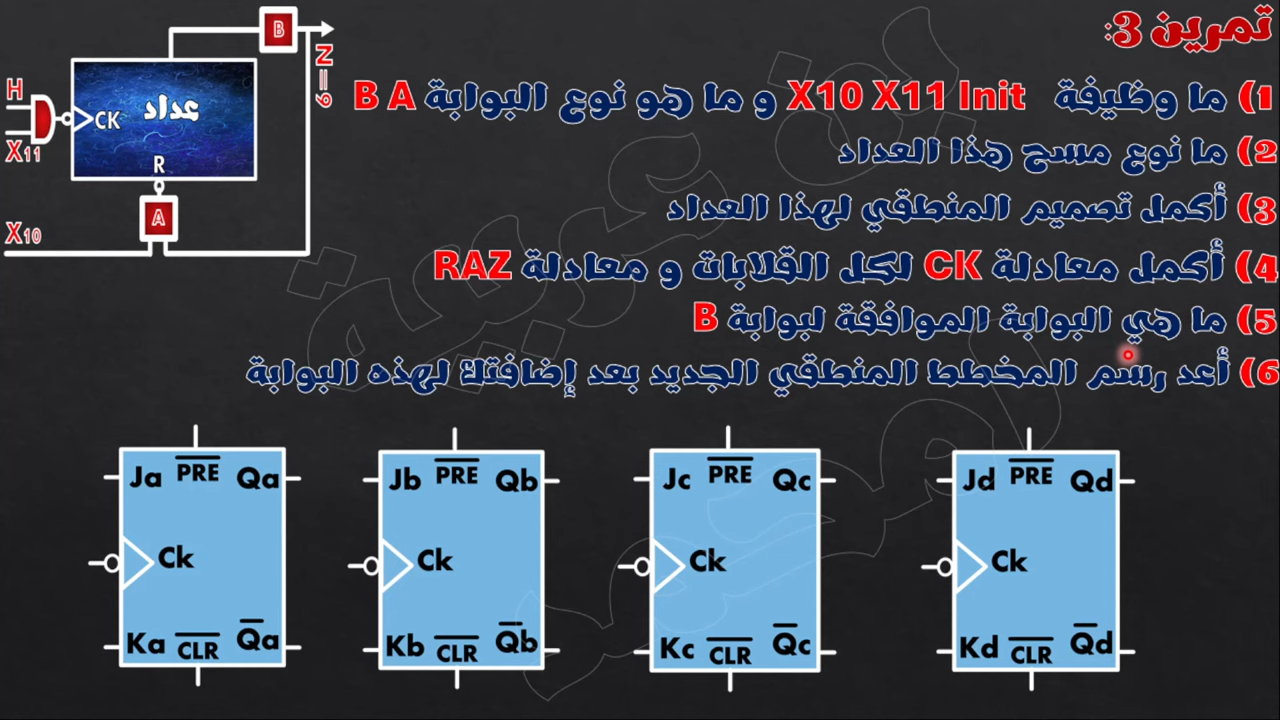 تمرين 3:
1) ما وظيفة X10 X11 Init و ما هو نوع البوابة B A
2) ما نوع مسح هذا العداد
3) أكمل تصميم المنطقي لهذا العداد
4) أكمل معادلة CK لكل القلابات و معادلة RAZ
5) ما هي البوابة الموافقة لبوابة B
6) أعد رسم المخطط المنطقي الجديد بعد إضافتك لهذه البوابة
B
N=9
H
عداد
CK
X11
R
A
X10
Ja PRE Qa
Ck
Ka CLR Qa
Jb PRE Qb
Ck
Kb CLR Qb
Jc PRE Qc
Ck
Kc CLR Qc
Jd PRE Qd
Ck
Kd CLR Qd